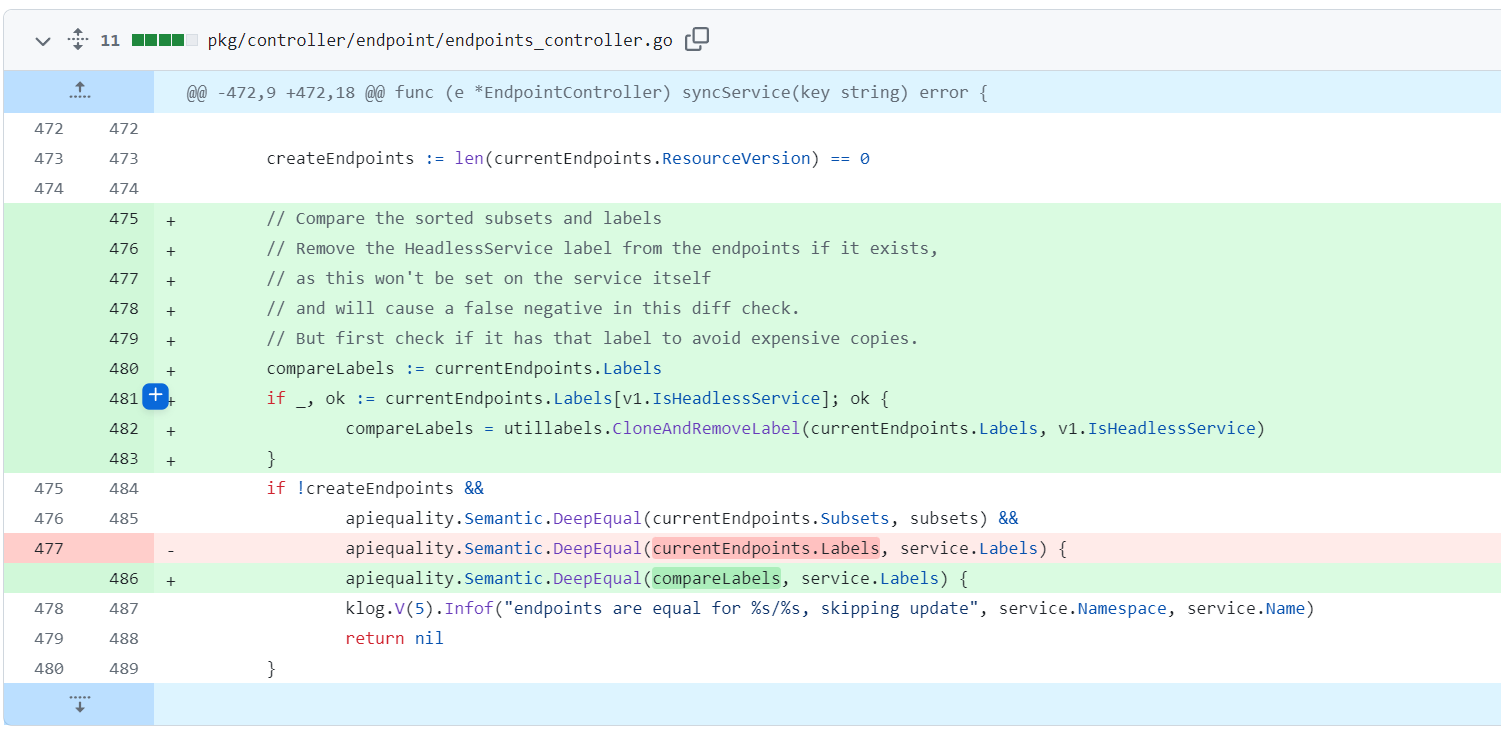 11 pkg/controller/endpoint/endpoints_controller.go
@@ -472,9 +472,18 @@ func (e *EndpointController) syncService(key string) error {
472 472
473 473 createEndpoints := len(currentEndpoints.ResourceVersion) == 0
474 474
475 + // Compare the sorted subsets and labels
476 + // Remove the HeadlessService label from the endpoints if it exists,
477 + // as this won't be set on the service itself
478 + // and will cause a false negative in this diff check.
479 + // But first check if it has that label to avoid expensive copies.
480 + compareLabels := currentEndpoints.Labels
481 + if _, ok := currentEndpoints.Labels[v1.IsHeadlessService]; ok {
482 + compareLabels = utillabels.CloneAndRemoveLabel(currentEndpoints.Labels, v1.IsHeadlessService)
483 + }
475 484 if !createEndpoints &&
476 485 apiequality.Semantic.DeepEqual(currentEndpoints.Subsets, subsets) &&
477 - apiequality.Semantic.DeepEqual(currentEndpoints.Labels, service.Labels) {
486 + apiequality.Semantic.DeepEqual(compareLabels, service.Labels) {
478 487 klog.V(5).Infof("endpoints are equal for %s/%s, skipping update", service.Namespace, service.Name)
479 488 return nil
480 489 }